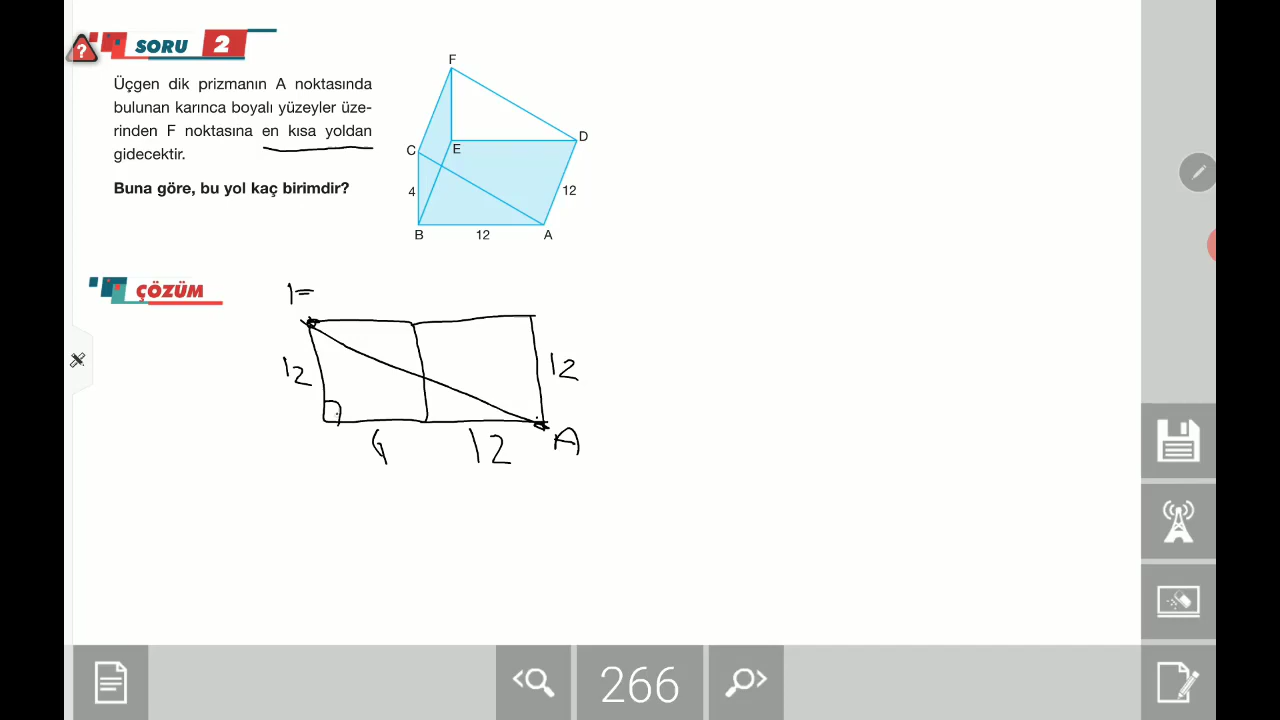 SORU 2
Üçgen dik prizmanın A noktasında
bulunan karınca boyalı yüzeyler üze-
rinden F noktasına en kısa yoldan
gidecektir.
Buna göre, bu yol kaç birimdir?
F
D
C
E
4
12
B
12
A
ÇÖZÜM
F
12
12
4
12
A
266